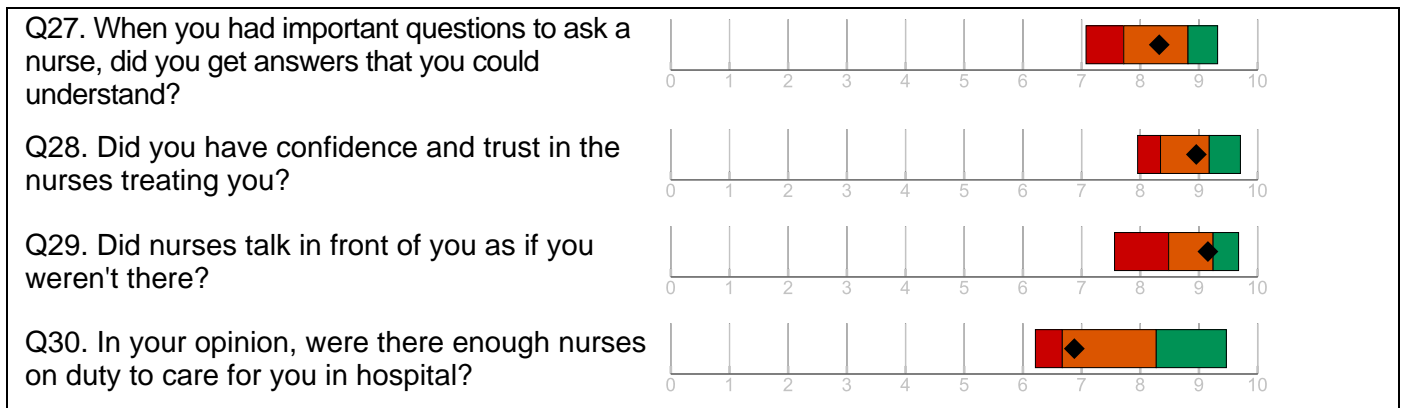 Q27. When you had important questions to ask a
nurse, did you get answers that you could
understand?
0 1 2 3 4 5 6 7 8 9 10
Q28. Did you have confidence and trust in the
nurses treating you?
0 1 2 3 4 5 6 7 8 9 10
Q29. Did nurses talk in front of you as if you
weren't there?
0 1 2 3 4 5 6 7 8 9 10
Q30. In your opinion, were there enough nurses
on duty to care for you in hospital?
0 1 2 3 4 5 6 7 8 9 10